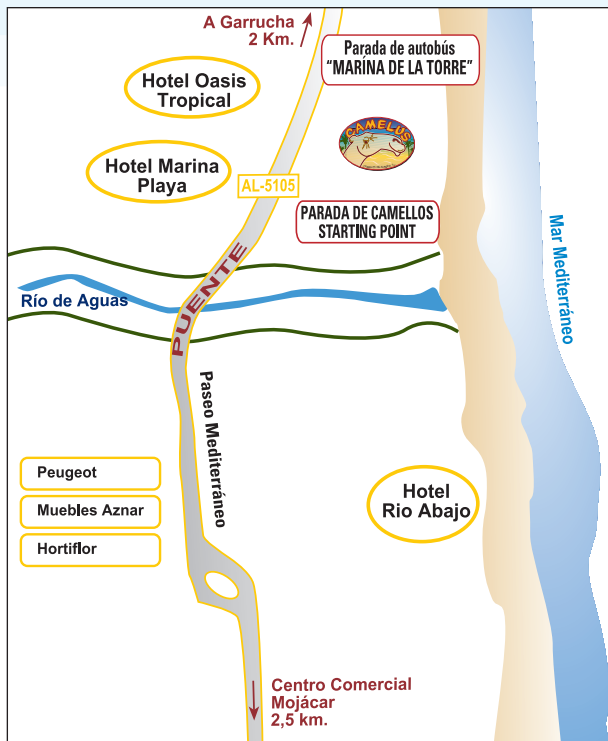 A Garrucha
2 Km.
Parada de autobús
“MARINA DE LA TORRE”
Hotel Oasis
Tropical
CAMELUS
Hotel Marina
Playa
AL-5105
PARADA DE CAMELLOS
STARTING POINT
Mar Mediterráneo
PUENTE
Río de Aguas
Paseo Mediterráneo
Peugeot
Muebles Aznar
Hortiflor
Hotel
Rio Abajo
Centro Comercial
Mojácar
2,5 km.